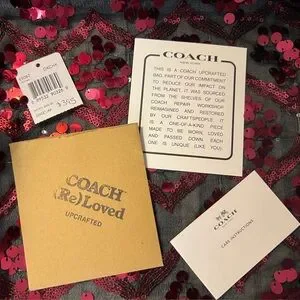 $395
COACH
NEW YORK
THIS IS A COACH UPCRAFTED
BAG, PART OF OUR COMMITMENT
TO REDUCE OUR IMPACT ON
THE PLANET. IT WAS SOURCED
FROM THE SHELVES OF OUR
COACH REPAIR WORKSHOP
REIMAGINED AND RESTORED
BY OUR CRAFTSPEOPLE. IT
IS A ONE-OF-A-KIND PIECE
MADE TO BE WORN, LOVED
AND PASSED DOWN. EACH
ONE IS UNIQUE (LIKE YOU).
COACH
(Re)Loved
UPCRAFTED
COACH
CARE INSTRUCTIONS